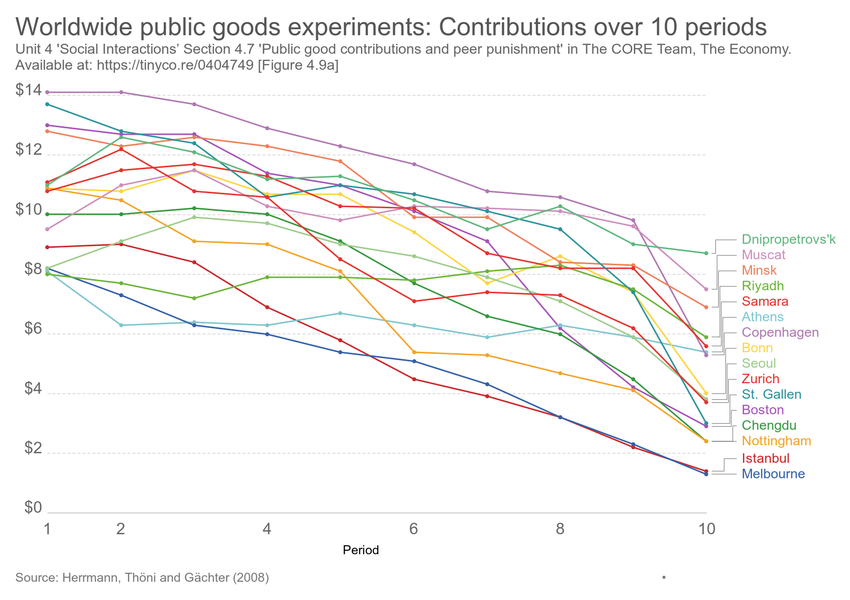 Worldwide public goods experiments: Contributions over 10 periods
Unit 4 'Social Interactions' Section 4.7 'Public good contributions and peer punishment' in The CORE Team, The Economy.
Available at: https://tinyco.re/0404749 [Figure 4.9a]
$14
$12
$10
$8
$6
$4
$2
$0
Dnipropetrovs'k
Muscat
Minsk
Riyadh
Samara
Athens
Copenhagen
Bonn
Seoul
Zurich
St. Gallen
Boston
Chengdu
Nottingham
Istanbul
Melbourne
1 2 4 6 8 10
Period
Source: Herrmann, Thöni and Gächter (2008)